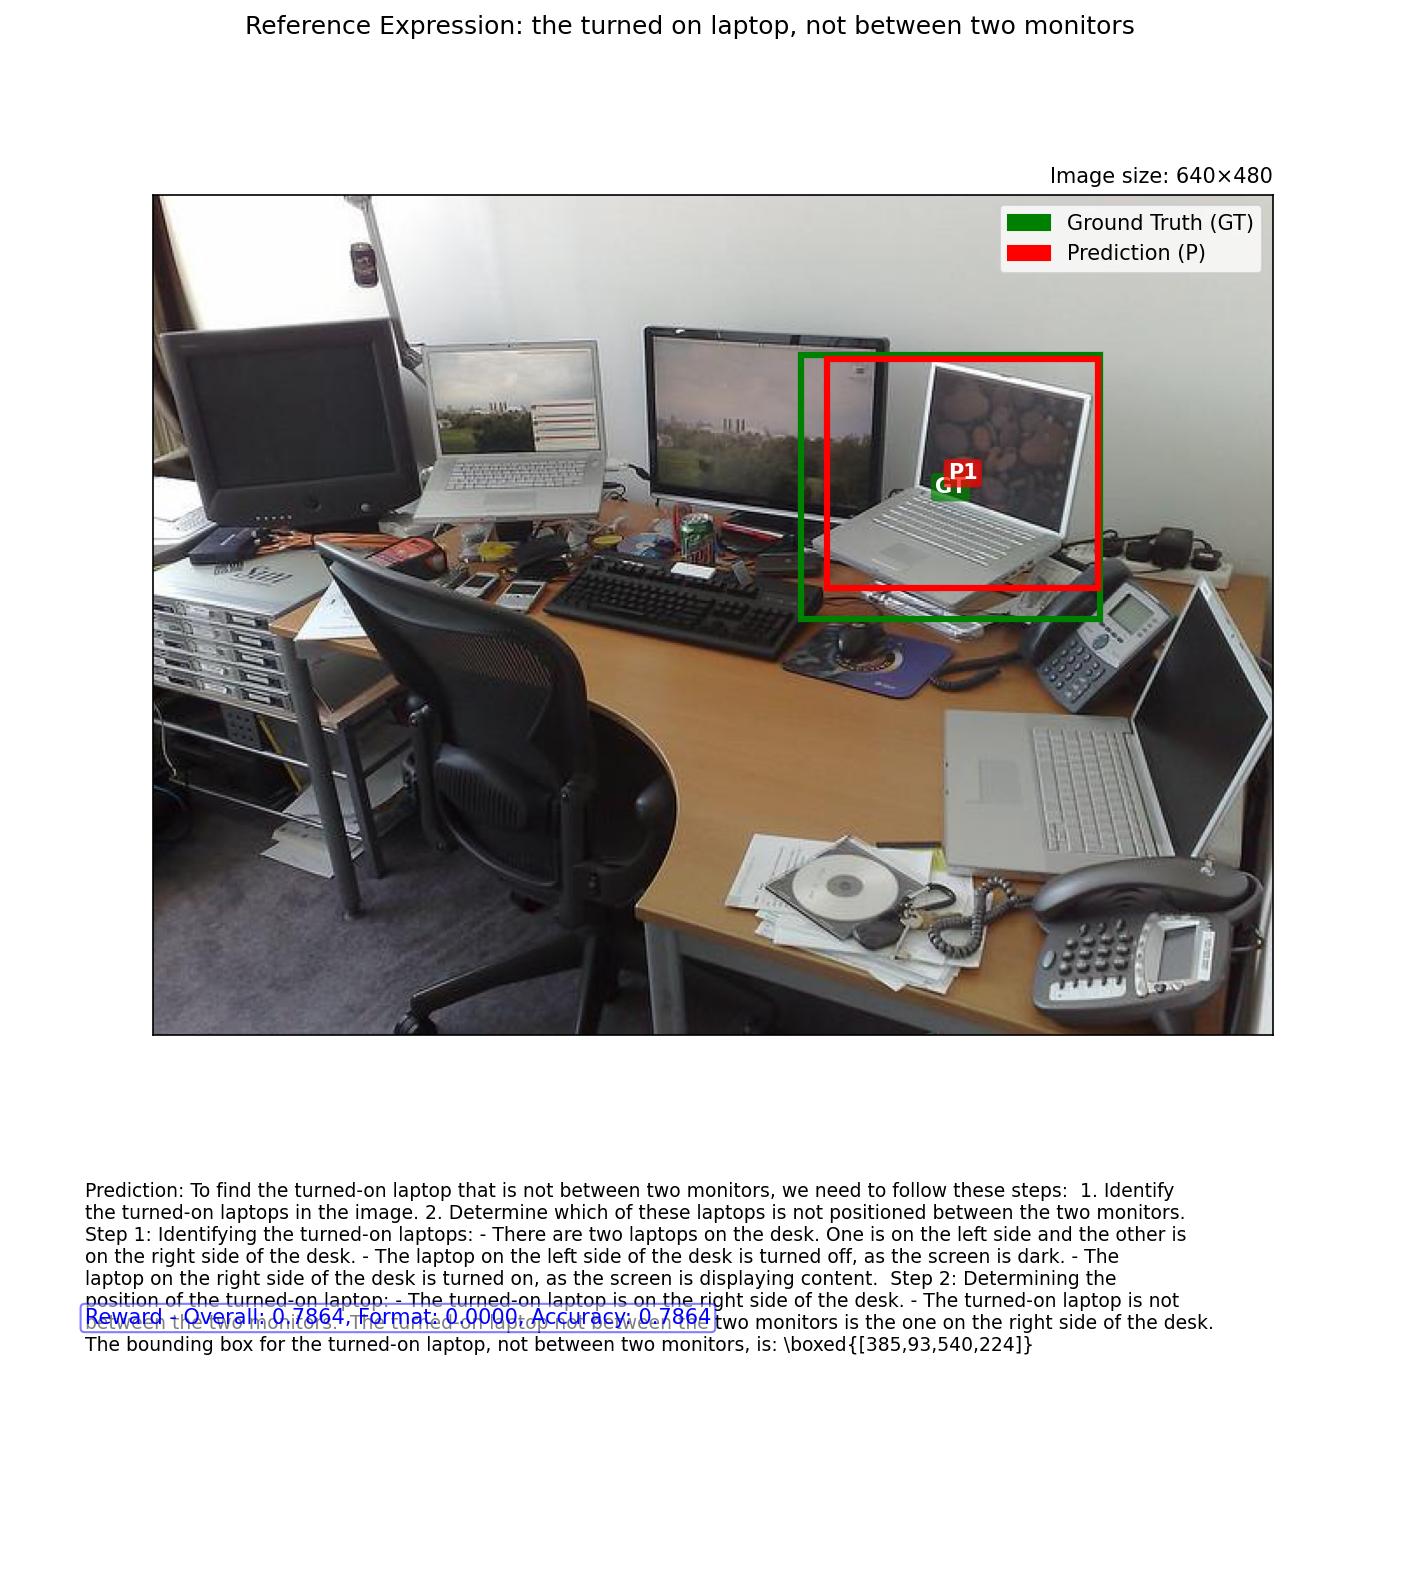 Reference Expression: the turned on laptop, not between two monitors
Image size: 640×480
Ground Truth (GT)
Prediction (P)
P1
GT
Sun
Prediction: To find the turned-on laptop that is not between two monitors, we need to follow these steps:  1. Identify
the turned-on laptops in the image. 2. Determine which of these laptops is not positioned between the two monitors.
Step 1: Identifying the turned-on laptops: - There are two laptops on the desk. One is on the left side and the other is
on the right side of the desk. - The laptop on the left side of the desk is turned off, as the screen is dark. - The
laptop on the right side of the desk is turned on, as the screen is displaying content.  Step 2: Determining the
position of the turned-on laptop: - The turned-on laptop is on the right side of the desk. - The turned-on laptop is not
Reward - Overall: 0.7864, Format: 0.0000, Accuracy: 0.7864
between the two monitors.  The turned-on laptop not between the two monitors is the one on the right side of the desk.
The bounding box for the turned-on laptop, not between two monitors, is: \boxed{[385,93,540,224]}